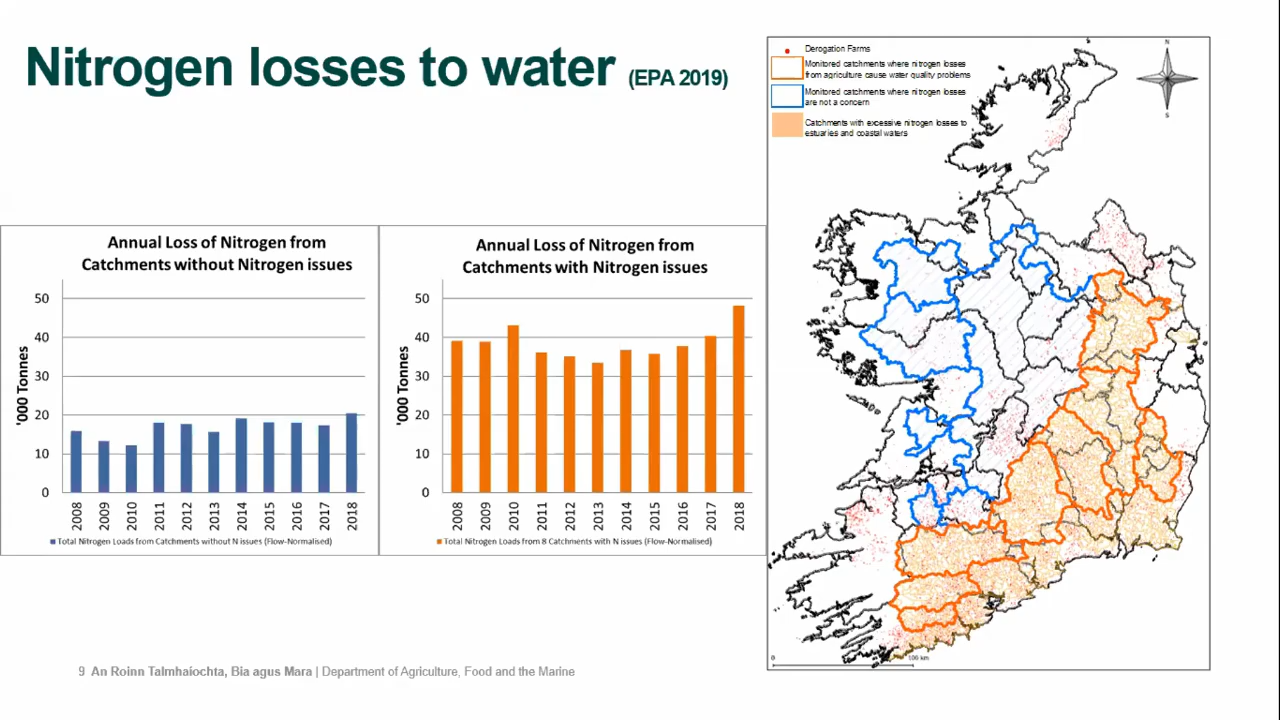 Nitrogen losses to water (EPA 2019)
Annual Loss of Nitrogen from
Catchments without Nitrogen issues
'000 Tonnes
50
40
30
20
10
0
2008 2009 2010 2011 2012 2013 2014 2015 2016 2017 2018
Total Nitrogen Loads from Catchments without N issues (Flow-Normalised)
Annual Loss of Nitrogen from
Catchments with Nitrogen issues
'000 Tonnes
50
40
30
20
10
0
2008 2009 2010 2011 2012 2013 2014 2015 2016 2017 2018
Total Nitrogen Loads from 8 Catchments with N issues (Flow-Normalised)
Derogation Farms
Monitored catchments where nitrogen losses
from agriculture cause water quality problems
Monitored catchments where nitrogen losses
are not a concern
Catchments with excessive nitrogen losses to
estuaries and coastal waters
N
S
0 100 km
9 An Roinn Talmhaíochta, Bia agus Mara | Department of Agriculture, Food and the Marine